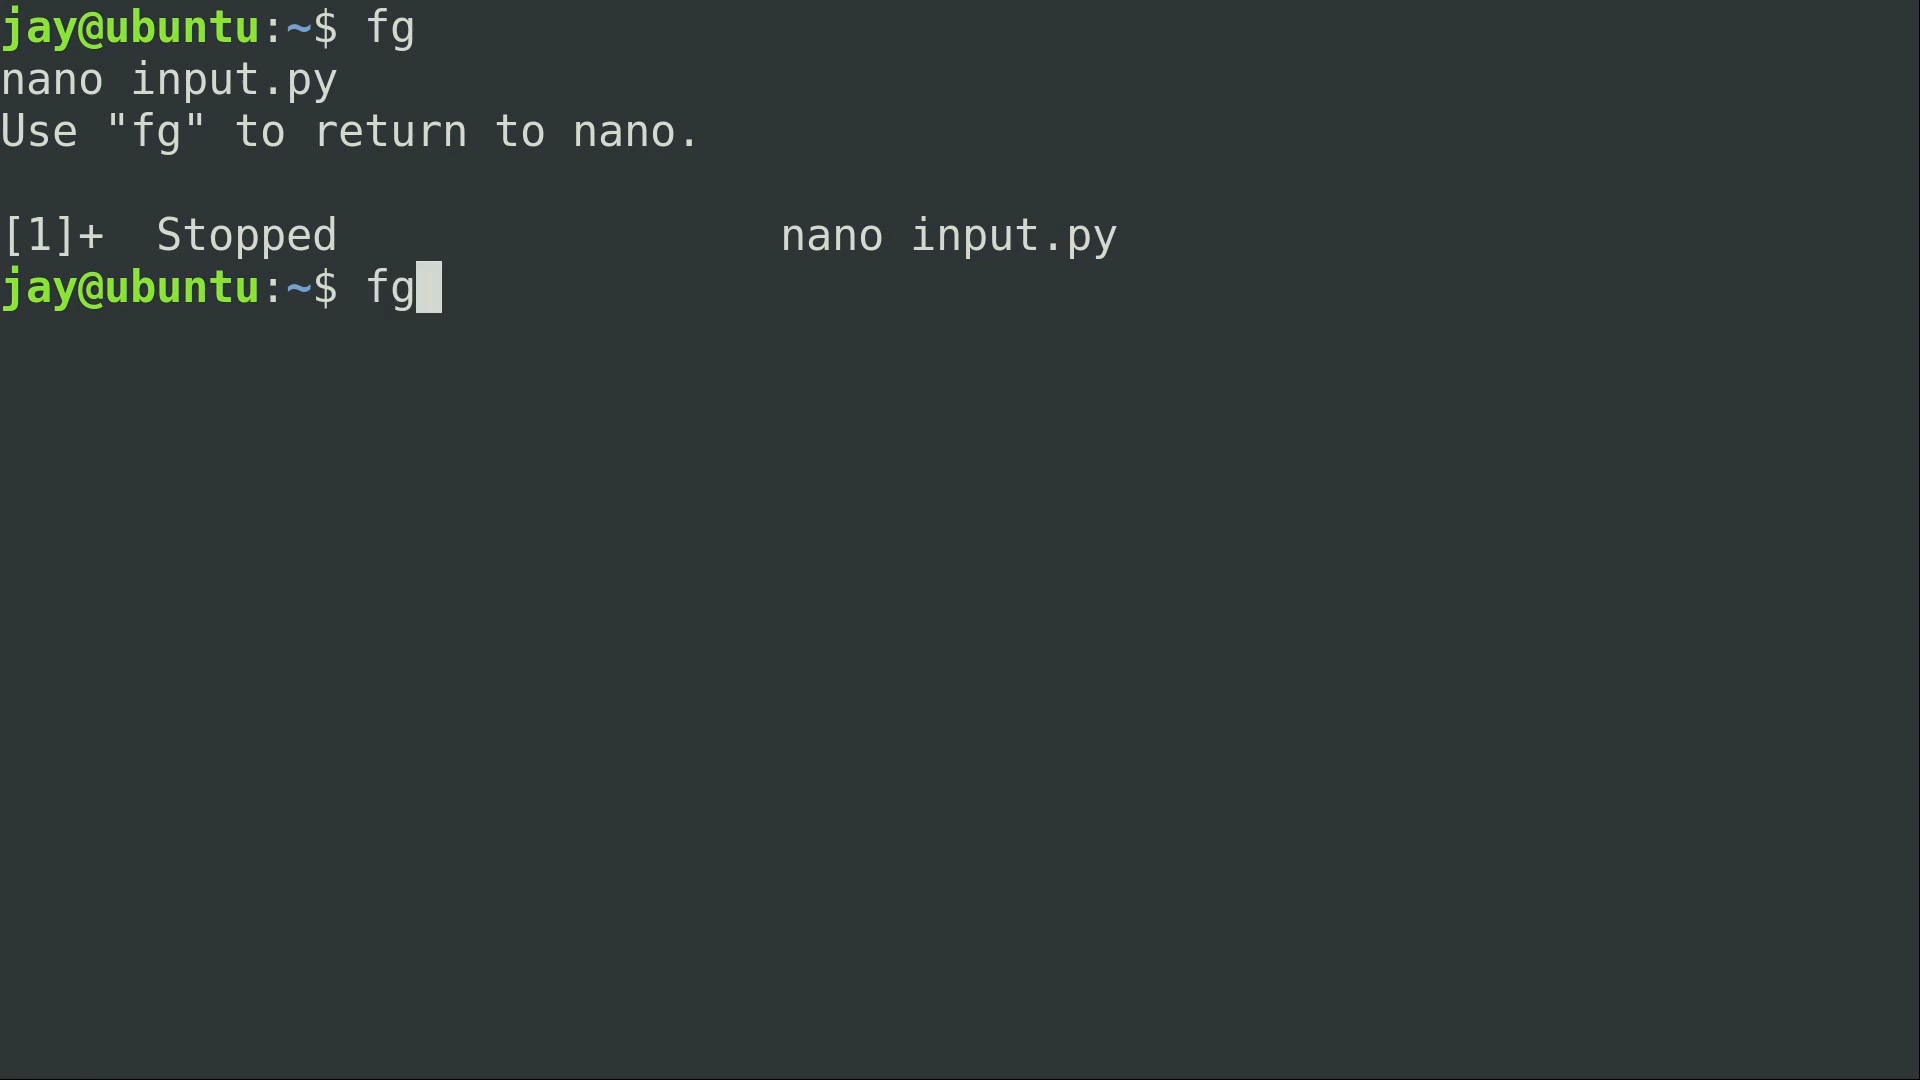 jay@ubuntu:~$ fg
nano input.py
Use "fg" to return to nano.
[1]+  Stopped                 nano input.py
jay@ubuntu:~$ fg